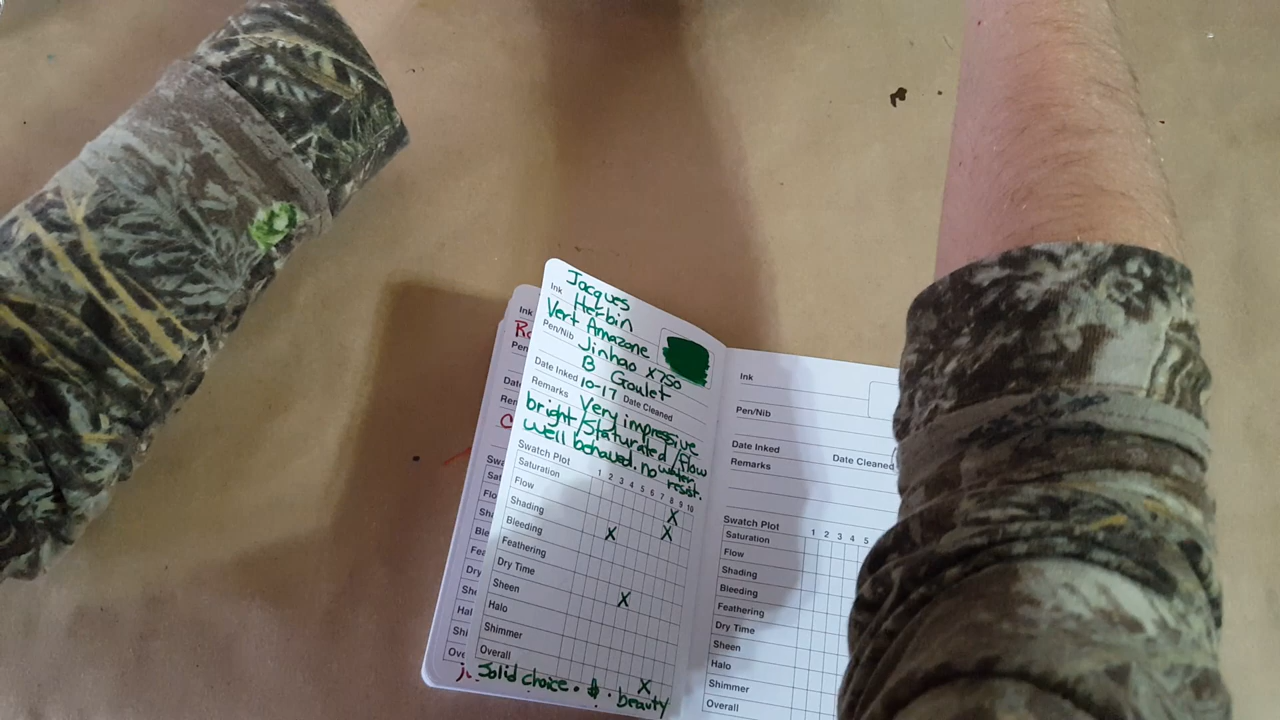 Ink Jacques
Herbin
Vert Amazone
Pen/Nib Jinhao X750
B Goulet
Date Inked 10-17 Date Cleaned
Remarks Very impressive
bright/Staturated/flow
well behaved. no water
resist.
Swatch Plot 1 2 3 4 5 6 7 8 9 10
Saturation
Flow X
Shading X
Bleeding X
Feathering
Dry Time
Sheen X
Halo
Shimmer
Overall X
Solid choice. $. beauty
Ink
Pen/Nib
Date Inked Date Cleaned
Remarks
Swatch Plot 1 2 3 4 5
Saturation
Flow
Shading
Bleeding
Feathering
Dry Time
Sheen
Halo
Shimmer
Overall
Ink